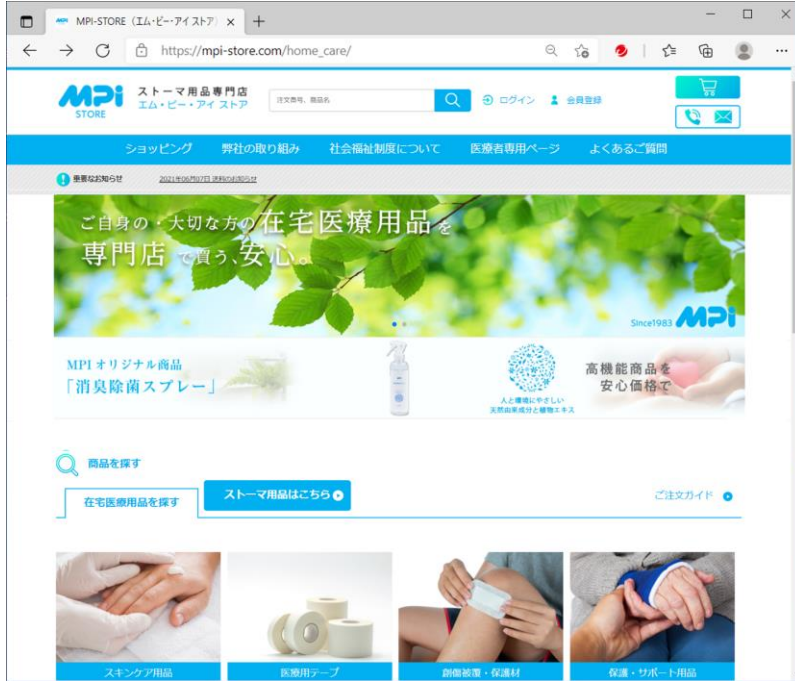 MPI-STORE（エム・ピー・アイ ストア）
https://mpi-store.com/home_care/
MPi
STORE
ストーマ用品専門店
エム・ピー・アイ ストア
注文番号、商品名
ログイン
会員登録
ショッピング
弊社の取り組み
社会福祉制度について
医療者専用ページ
よくあるご質問
重要なお知らせ
2021年06月07日 送料のお知らせ
ご自身の・大切な方の在宅医療用品を
専門店で買う、安心。
Since1983 MPi
MPI オリジナル商品
「消臭除菌スプレー」
人と環境にやさしい
天然由来成分と植物エキス
高機能商品を
安心価格で
商品を探す
在宅医療用品を探す
ストーマ用品はこちら
ご注文ガイド
スキンケア用品
医療用テープ
創傷被覆・保護材
保護・サポート用品